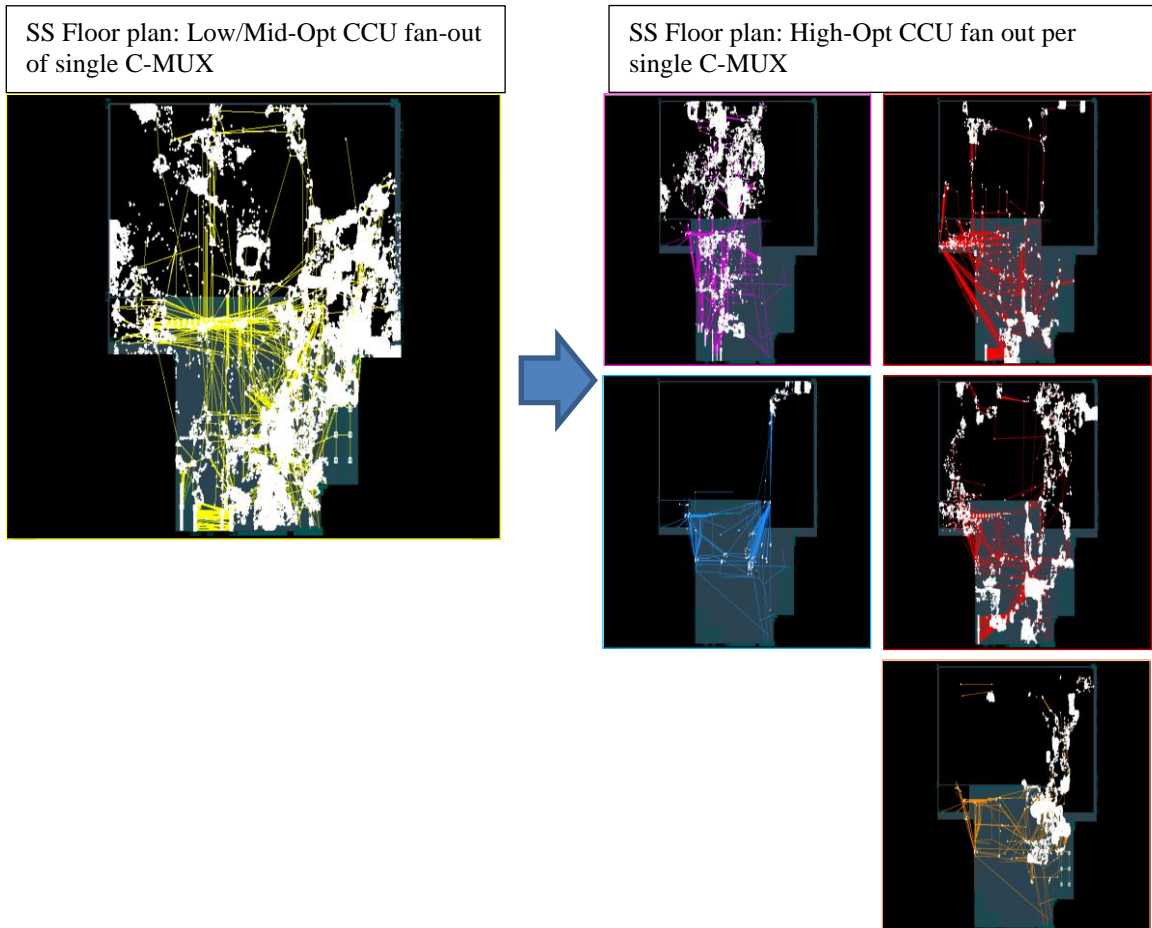 SS Floor plan: Low/Mid-Opt CCU fan-out
of single C-MUX
SS Floor plan: High-Opt CCU fan out per
single C-MUX